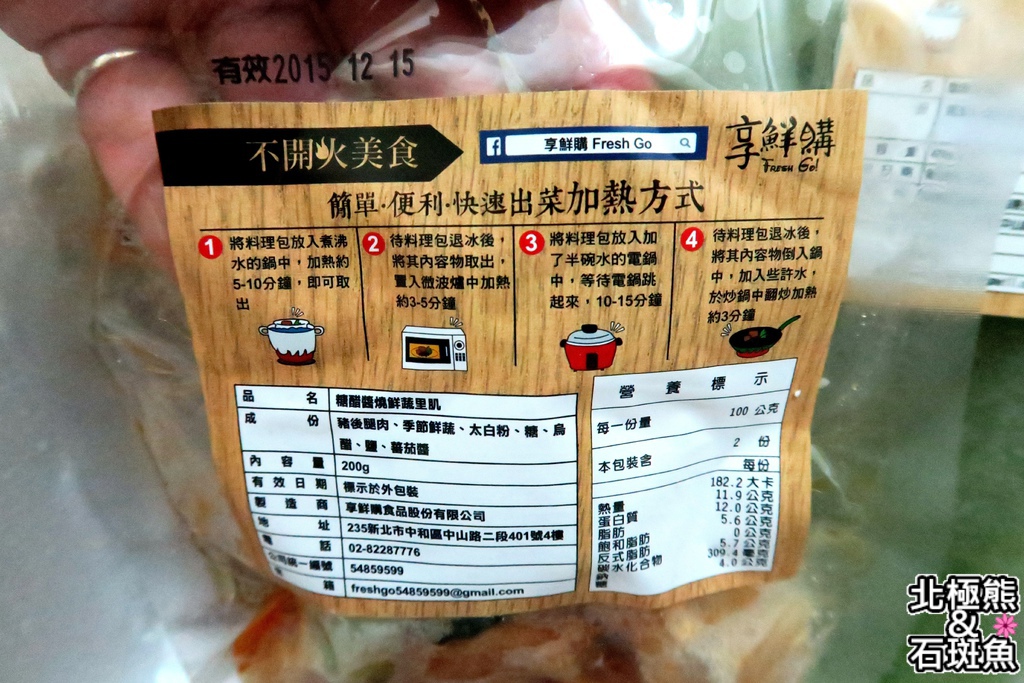 有效2015 12 15
不開火美食
f 享鮮購 Fresh Go
享鮮購
FRESH GO!
簡單·便利·快速出菜加熱方式
1 將料理包放入煮沸
水的鍋中，加熱約
5-10分鐘，即可取
出
2 待料理包退冰後，
將其內容物取出，
置入微波爐中加熱
約3-5分鐘
3 將料理包放入加
了半碗水的電鍋
中，等待電鍋跳
起來，10-15分鐘
4 待料理包退冰後，
將其內容物倒入鍋
中，加入些許水，
於炒鍋中翻炒加熱
約3分鐘
品名 糖醋醬燒鮮蔬里肌
成份 豬後腿肉、季節鮮蔬、太白粉、糖、烏
醋、鹽、蕃茄醬
內容量 200g
有效日期 標示於外包裝
製造商 享鮮購食品股份有限公司
地址 235新北市中和區中山路二段401號4樓
電話 02-82287776
統一編號 54859599
freshgo54859599@gmail.com
營養標示
每一份量 100 公克
本包裝含 2 份
每份
熱量 182.2 大卡
蛋白質 11.9 公克
脂肪 12.0 公克
飽和脂肪 5.6 公克
反式脂肪 0 公克
碳水化合物 5.7 公克
鈉 309.4 毫克
糖 4.0 公克
北極熊
&
石斑魚